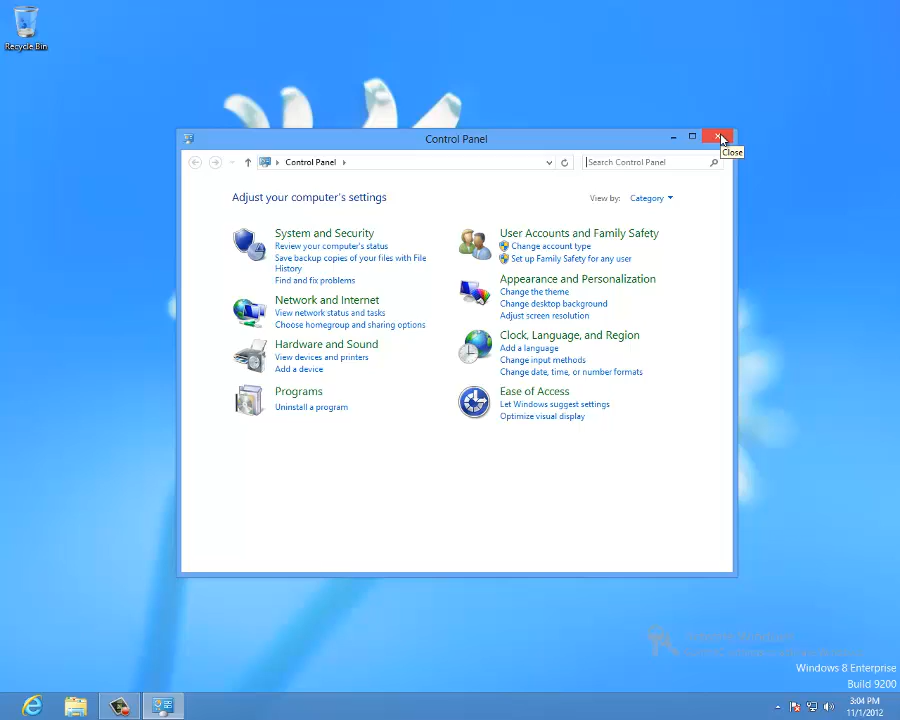 Recycle Bin
Control Panel
Close
Control Panel
Search Control Panel
Adjust your computer's settings
View by: Category
System and Security
Review your computer's status
Save backup copies of your files with File
History
Find and fix problems
Network and Internet
View network status and tasks
Choose homegroup and sharing options
Hardware and Sound
View devices and printers
Add a device
Programs
Uninstall a program
User Accounts and Family Safety
Change account type
Set up Family Safety for any user
Appearance and Personalization
Change the theme
Change desktop background
Adjust screen resolution
Clock, Language, and Region
Add a language
Change input methods
Change date, time, or number formats
Ease of Access
Let Windows suggest settings
Optimize visual display
Windows 8 Enterprise
Build 9200
3:04 PM
11/1/2012